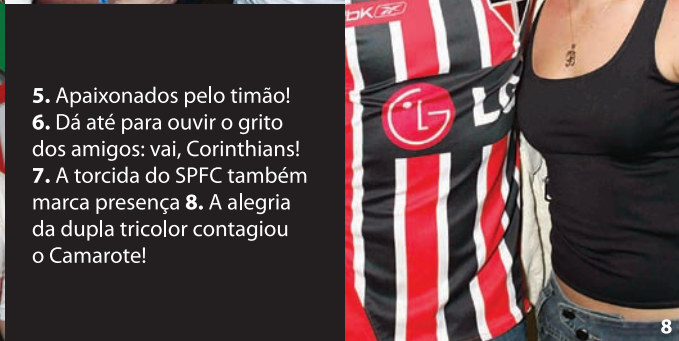 5. Apaixonados pelo timão!
6. Dá até para ouvir o grito
dos amigos: vai, Corinthians!
7. A torcida do SPFC também
marca presença 8. A alegria
da dupla tricolor contagiou
o Camarote!
LG
8